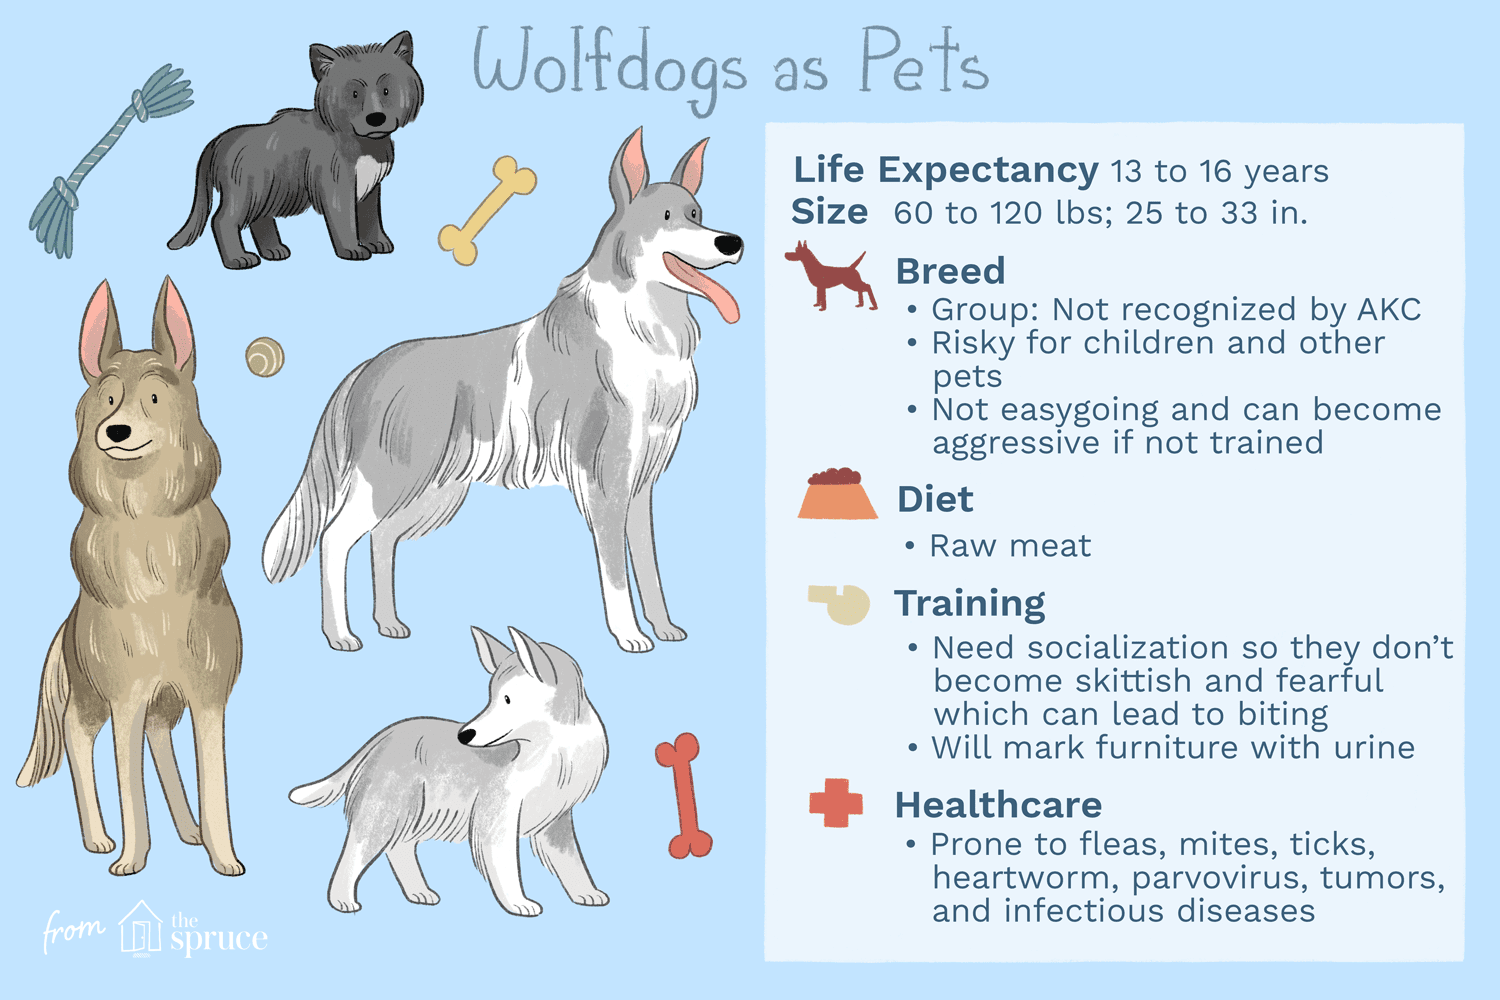 Wolfdogs as Pets
Life Expectancy 13 to 16 years
Size 60 to 120 lbs; 25 to 33 in.
Breed
• Group: Not recognized by AKC
• Risky for children and other
pets
• Not easygoing and can become
aggressive if not trained
Diet
• Raw meat
Training
• Need socialization so they don’t
become skittish and fearful
which can lead to biting
• Will mark furniture with urine
Healthcare
• Prone to fleas, mites, ticks,
heartworm, parvovirus, tumors,
and infectious diseases
from the
spruce